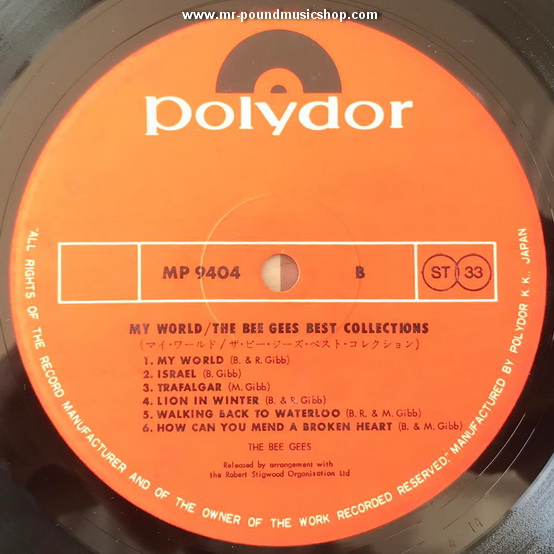 www.mr-poundmusicshop.com
polydor
MP 9404 B ST 33
MY WORLD/THE BEE GEES BEST COLLECTIONS
(マイ・ワールド/ザ・ビー・ジーズ・ベスト・コレクション)
1. MY WORLD (B. & R. Gibb)
2. ISRAEL (B. Gibb)
3. TRAFALGAR (M. Gibb)
4. LION IN WINTER (B. & R. Gibb)
5. WALKING BACK TO WATERLOO (B. R. & M. Gibb)
6. HOW CAN YOU MEND A BROKEN HEART (B. & M. Gibb)
THE BEE GEES
Released by arrangement with
the Robert Stigwood Organisation Ltd
"ALL RIGHTS OF THE RECORD MANUFACTURER AND OF THE OWNER OF THE WORK RECORDED RESERVED." MANUFACTURED BY POLYDOR K. K., JAPAN